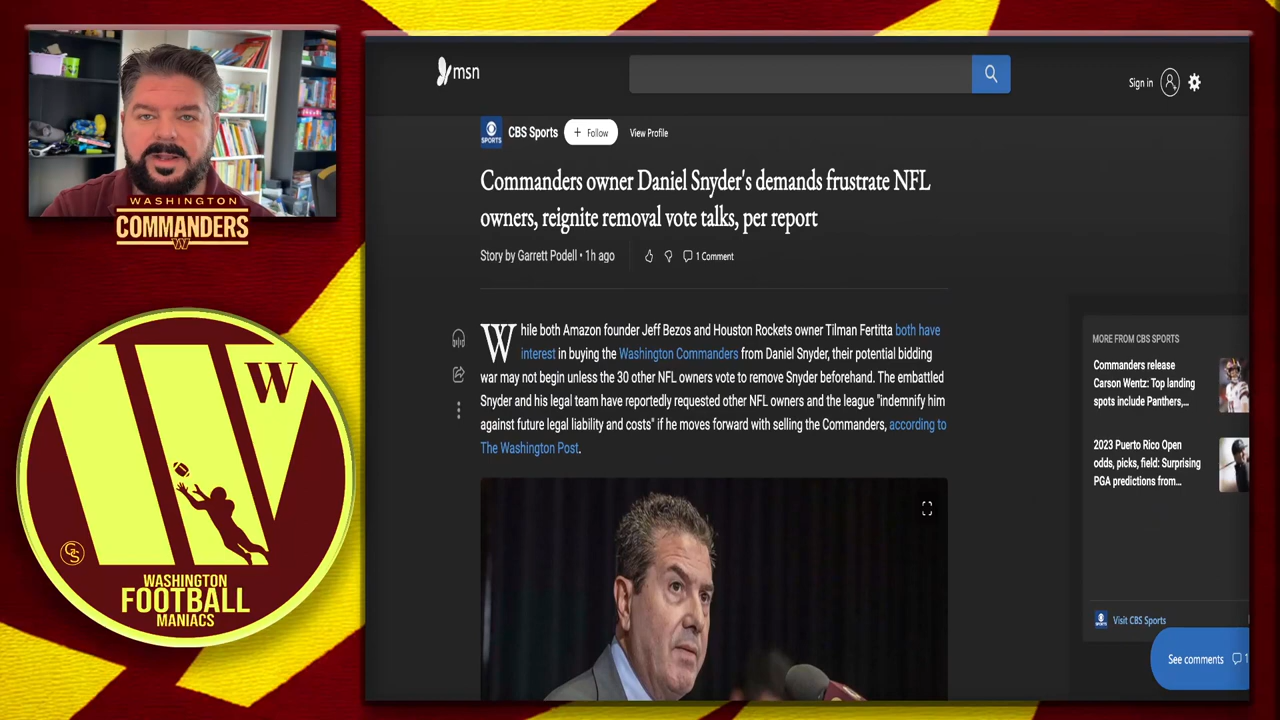 WASHINGTON
COMMANDERS
W
W
GS
WASHINGTON
FOOTBALL
MANIACS
msn
Sign in
SPORTS
CBS Sports
+ Follow
View Profile
Commanders owner Daniel Snyder's demands frustrate NFL
owners, reignite removal vote talks, per report
Story by Garrett Podell • 1h ago
1 Comment
While both Amazon founder Jeff Bezos and Houston Rockets owner Tilman Fertitta both have
interest in buying the Washington Commanders from Daniel Snyder, their potential bidding
war may not begin unless the 30 other NFL owners vote to remove Snyder beforehand. The embattled
Snyder and his legal team have reportedly requested other NFL owners and the league "indemnify him
against future legal liability and costs" if he moves forward with selling the Commanders, according to
The Washington Post.
MORE FROM CBS SPORTS
Commanders release
Carson Wentz: Top landing
spots include Panthers,...
2023 Puerto Rico Open
odds, picks, field: Surprising
PGA predictions from...
Visit CBS Sports
See comments 1